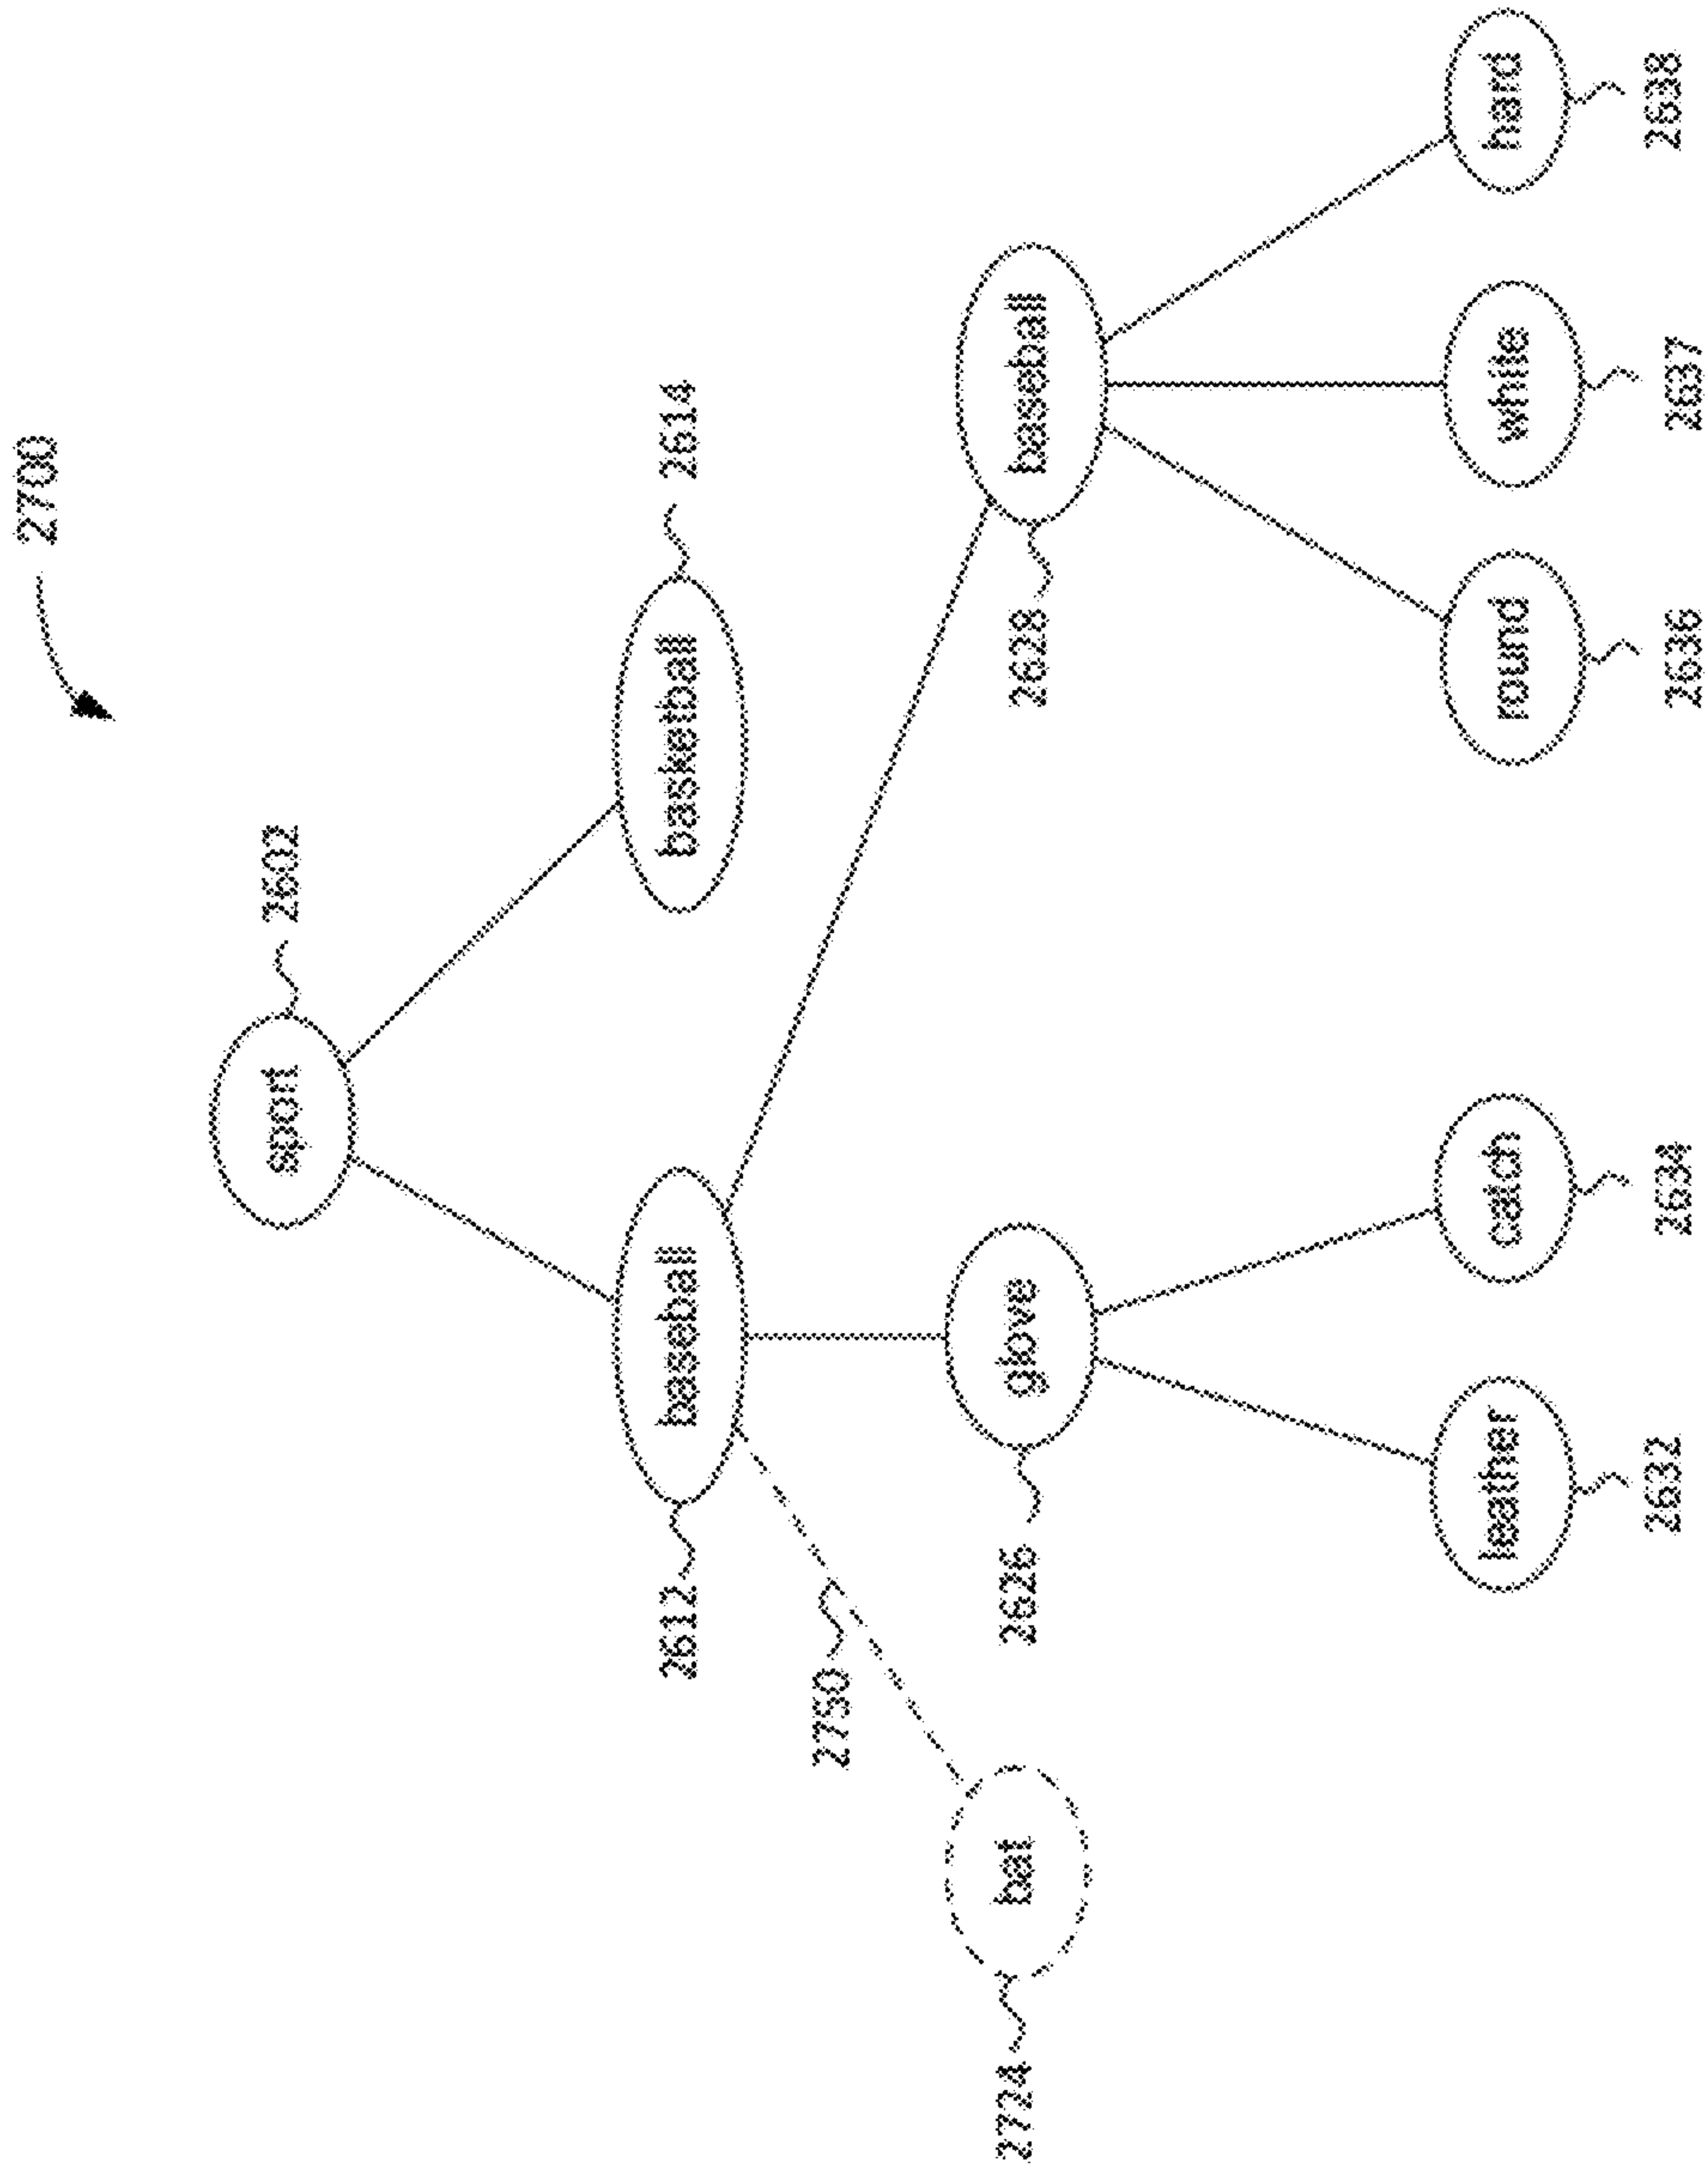 2700
sport
2602
2612
baseball
basketball
2614
2750
2724
bat
2626
glove
2628
baseball
leather
catch
round
white
hard
2632
2634
2636
2637
2638